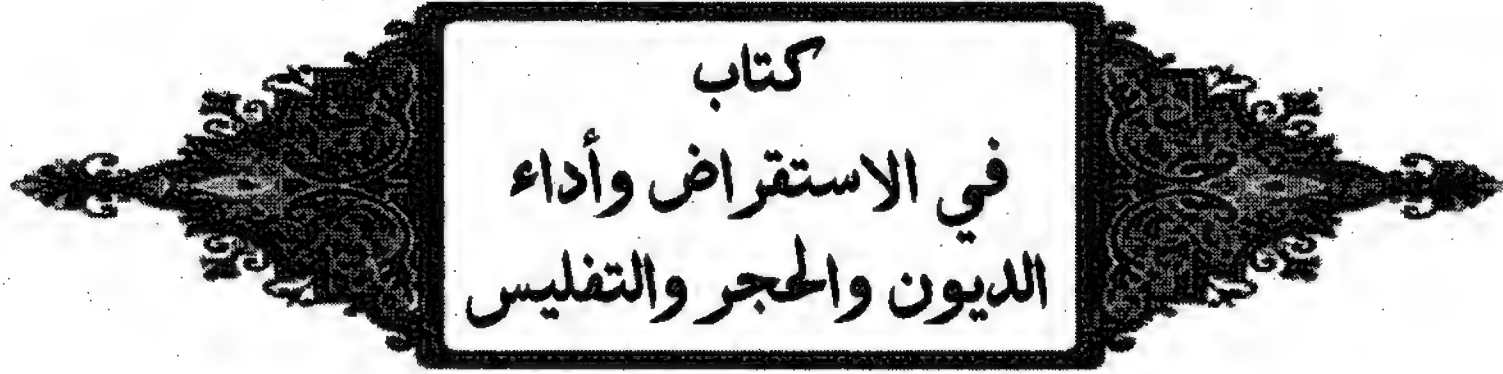 كتاب
في الاستقراض وأداء
الديون والحجر والتفليس